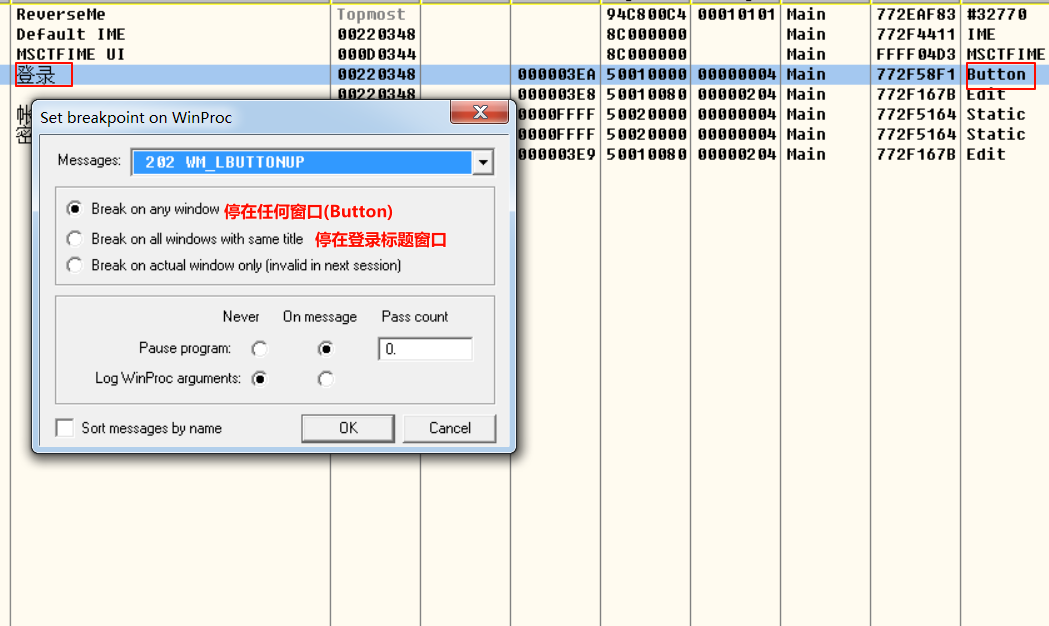 ReverseMe Topmost 94C800C4 00010101 Main 772EAF83 #32770
Default IME 00220348 8C000000 Main 772F4411 IME
MSCTFIME UI 000D0344 8C000000 Main FFFF04D3 MSCTFIME
登录 00220348 000003EA 50010000 00000004 Main 772F58F1 Button
00220348 000003E8 50010080 00000204 Main 772F167B Edit
帐 0000FFFF 50020000 00000004 Main 772F5164 Static
密 0000FFFF 50020000 00000004 Main 772F5164 Static
000003E9 50010080 00000204 Main 772F167B Edit
Set breakpoint on WinProc
Messages: 202 WM_LBUTTONUP
Break on any window 停在任何窗口(Button)
Break on all windows with same title 停在登录标题窗口
Break on actual window only (invalid in next session)
Never On message Pass count
Pause program: 0.
Log WinProc arguments:
Sort messages by name OK Cancel